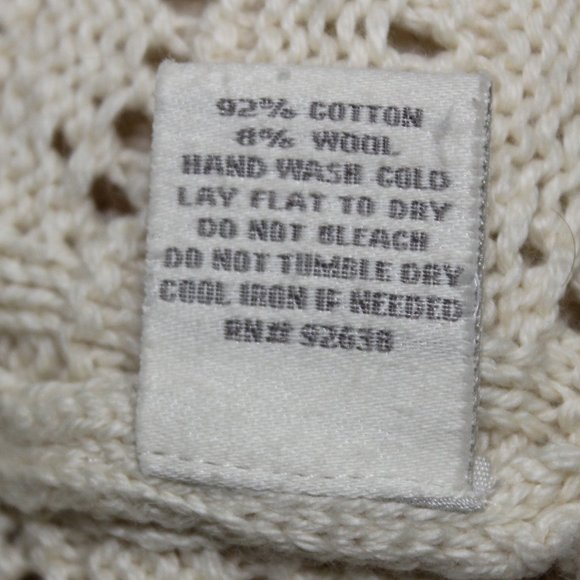 92% COTTON
8% WOOL
HAND WASH COLD
LAY FLAT TO DRY
DO NOT BLEACH
DO NOT TUMBLE DRY
COOL IRON IF NEEDED
RN# 92638